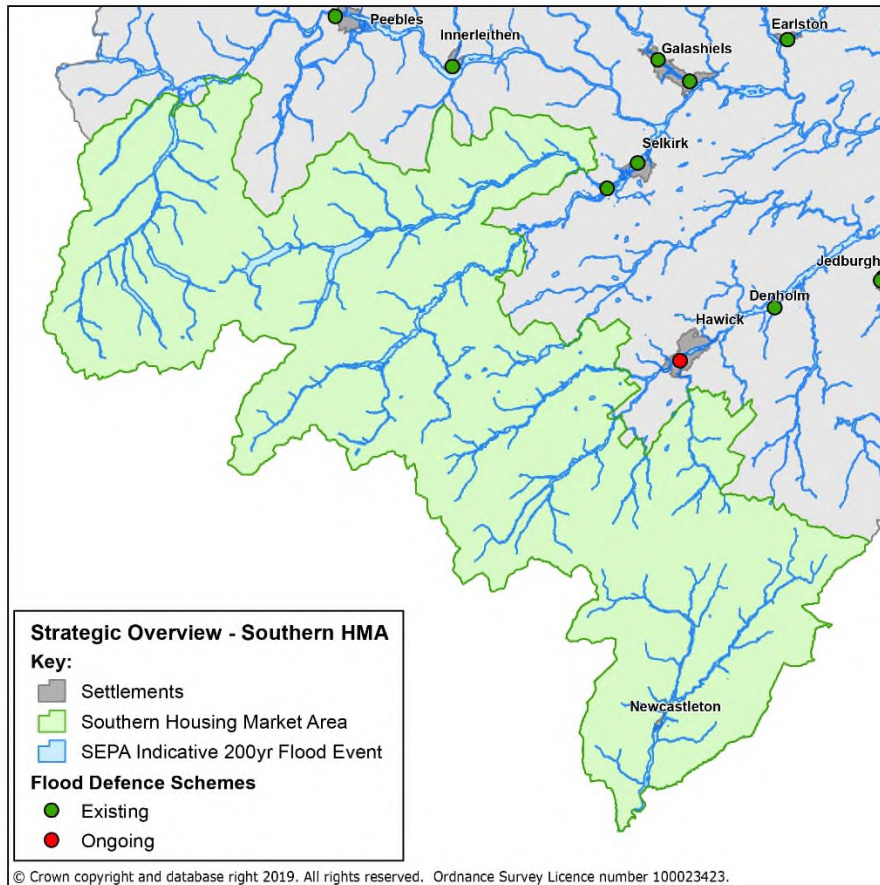 Peebles
Innerleithen
Galashiels
Earlston
Selkirk
Jedburgh
Denholm
Hawick
Newcastleton
Strategic Overview - Southern HMA
Key:
Settlements
Southern Housing Market Area
SEPA Indicative 200yr Flood Event
Flood Defence Schemes
Existing
Ongoing
© Crown copyright and database right 2019. All rights reserved. Ordnance Survey Licence number 100023423.